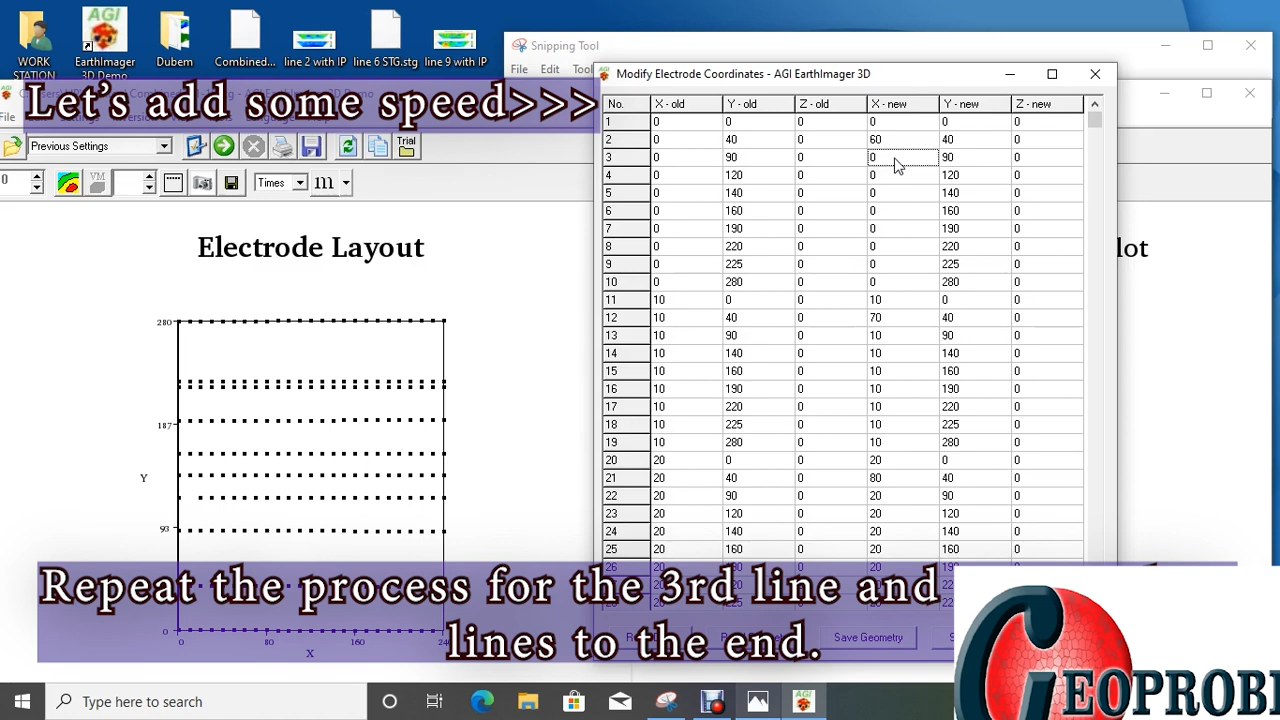 WORK
STATION
EarthImager
3D Demo
Dubem
Combined...
line 2 with IP
line 6 STG.stg
line 9 with IP
Snipping Tool
File Edit
Modify Electrode Coordinates - AGI EarthImager 3D
Let's add some speed>>>
Previous Settings
Trial
0
Times
m
No. X - old Y - old Z - old X - new Y - new Z - new
1 0 0 0 0 0 0
2 0 40 0 60 40 0
3 0 90 0 0 90 0
4 0 120 0 0 120 0
5 0 140 0 0 140 0
6 0 160 0 0 160 0
7 0 190 0 0 190 0
8 0 220 0 0 220 0
9 0 225 0 0 225 0
10 0 280 0 0 280 0
11 10 0 0 10 0 0
12 10 40 0 70 40 0
13 10 90 0 10 90 0
14 10 140 0 10 140 0
15 10 160 0 10 160 0
16 10 190 0 10 190 0
17 10 220 0 10 220 0
18 10 225 0 10 225 0
19 10 280 0 10 280 0
20 20 0 0 20 0 0
21 20 40 0 80 40 0
22 20 90 0 20 90 0
23 20 120 0 20 120 0
24 20 140 0 20 140 0
25 20 160 0 20 160 0
Electrode Layout
280
187
Y
93
0
0 80 160
X
Repeat the process for the 3rd line and
lines to the end.
Save Geometry
GEOPROB
Type here to search